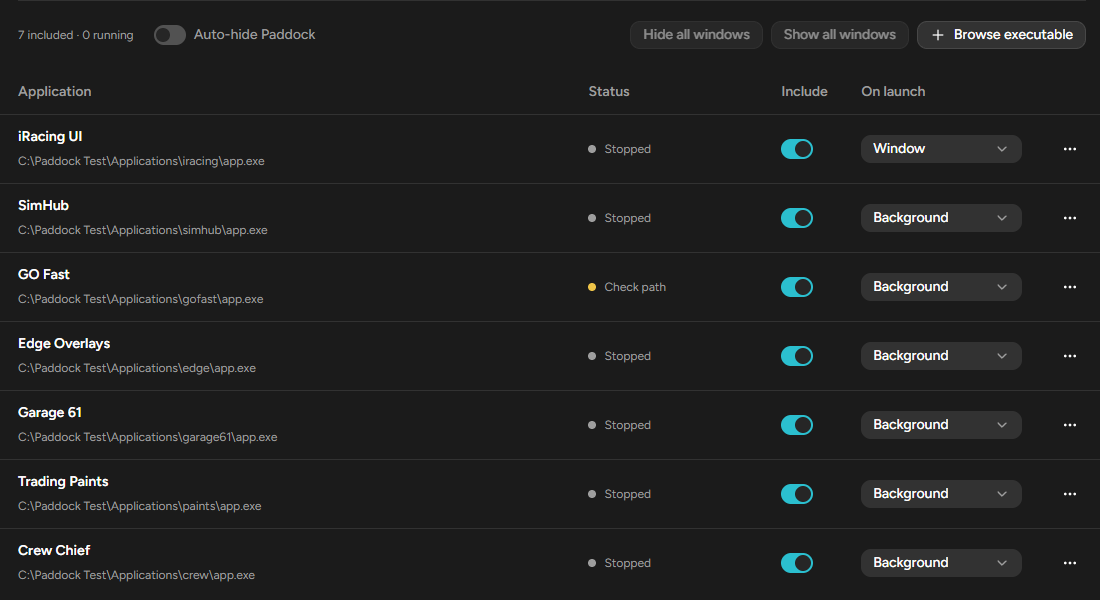 7 included · 0 running
Auto-hide Paddock
Hide all windows
Show all windows
+ Browse executable
Application
Status
Include
On launch
iRacing UI
C:\Paddock Test\Applications\iracing\app.exe
Stopped
Window
SimHub
C:\Paddock Test\Applications\simhub\app.exe
Stopped
Background
GO Fast
C:\Paddock Test\Applications\gofast\app.exe
Check path
Background
Edge Overlays
C:\Paddock Test\Applications\edge\app.exe
Stopped
Background
Garage 61
C:\Paddock Test\Applications\garage61\app.exe
Stopped
Background
Trading Paints
C:\Paddock Test\Applications\paints\app.exe
Stopped
Background
Crew Chief
C:\Paddock Test\Applications\crew\app.exe
Stopped
Background